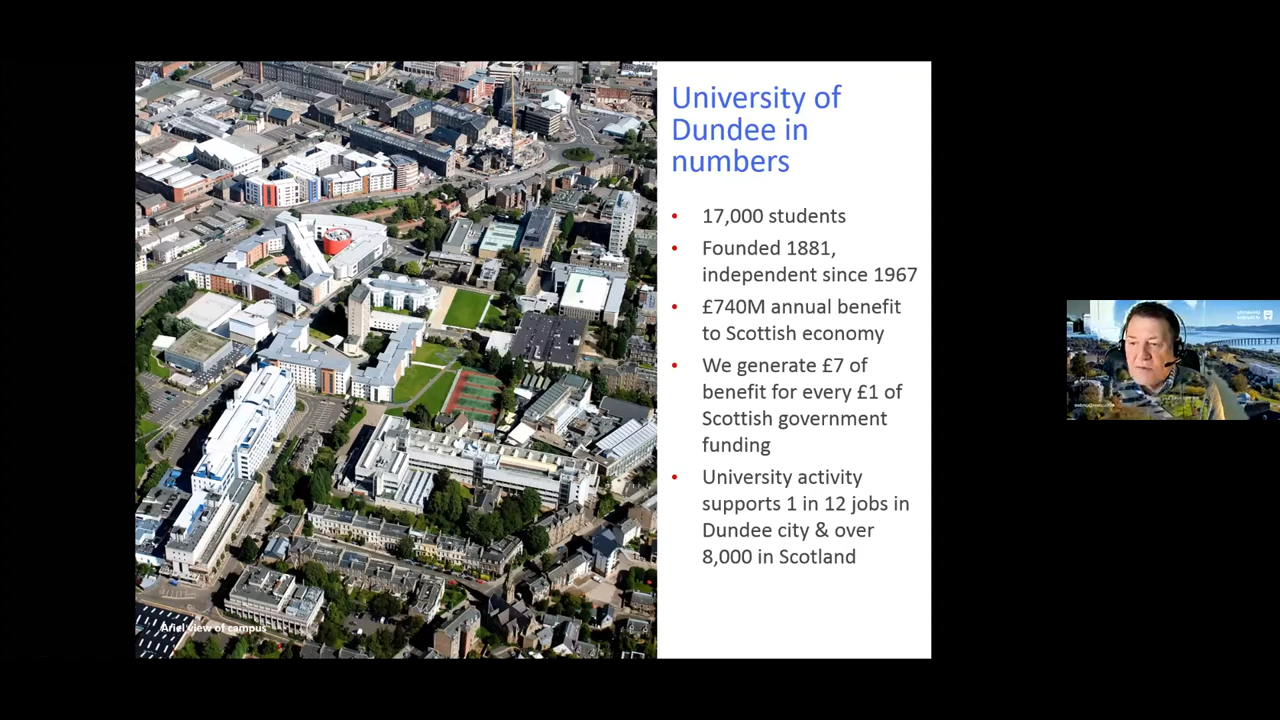 University of
Dundee in
numbers
• 17,000 students
• Founded 1881,
independent since 1967
• £740M annual benefit
to Scottish economy
• We generate £7 of
benefit for every £1 of
Scottish government
funding
• University activity
supports 1 in 12 jobs in
Dundee city & over
8,000 in Scotland
Ariel view of campus